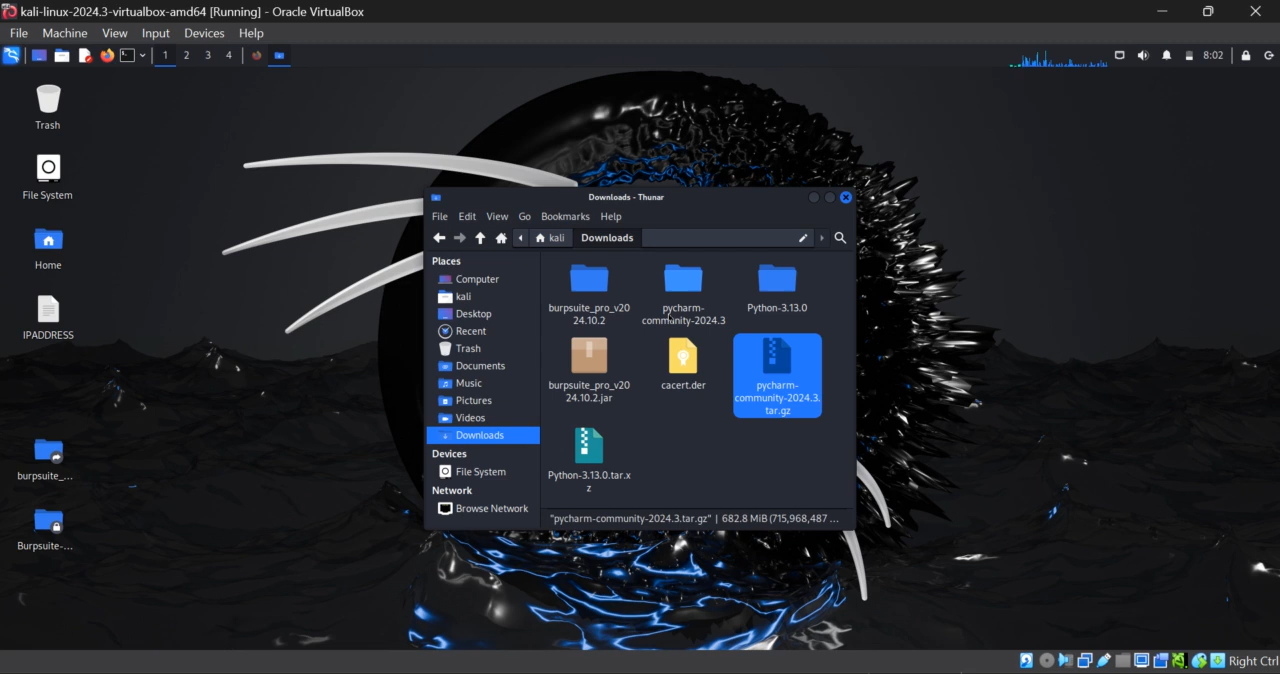 kali-linux-2024.3-virtualbox-amd64 [Running] - Oracle VirtualBox
File Machine View Input Devices Help
1 2 3 4 8:02
Trash
File System
Home
IPADDRESS
burpsuite_...
Burpsuite-...
Downloads - Thunar
File Edit View Go Bookmarks Help
kali Downloads
Places
Computer
kali
Desktop
Recent
Trash
Documents
Music
Pictures
Videos
Downloads
Devices
File System
Network
Browse Network
burpsuite_pro_v20
24.10.2
pycharm-
community-2024.3
Python-3.13.0
burpsuite_pro_v20
24.10.2.jar
cacert.der
pycharm-
community-2024.3.
tar.gz
Python-3.13.0.tar.x
z
"pycharm-community-2024.3.tar.gz" | 682.8 MiB (715,968,487 ...
Right Ctrl